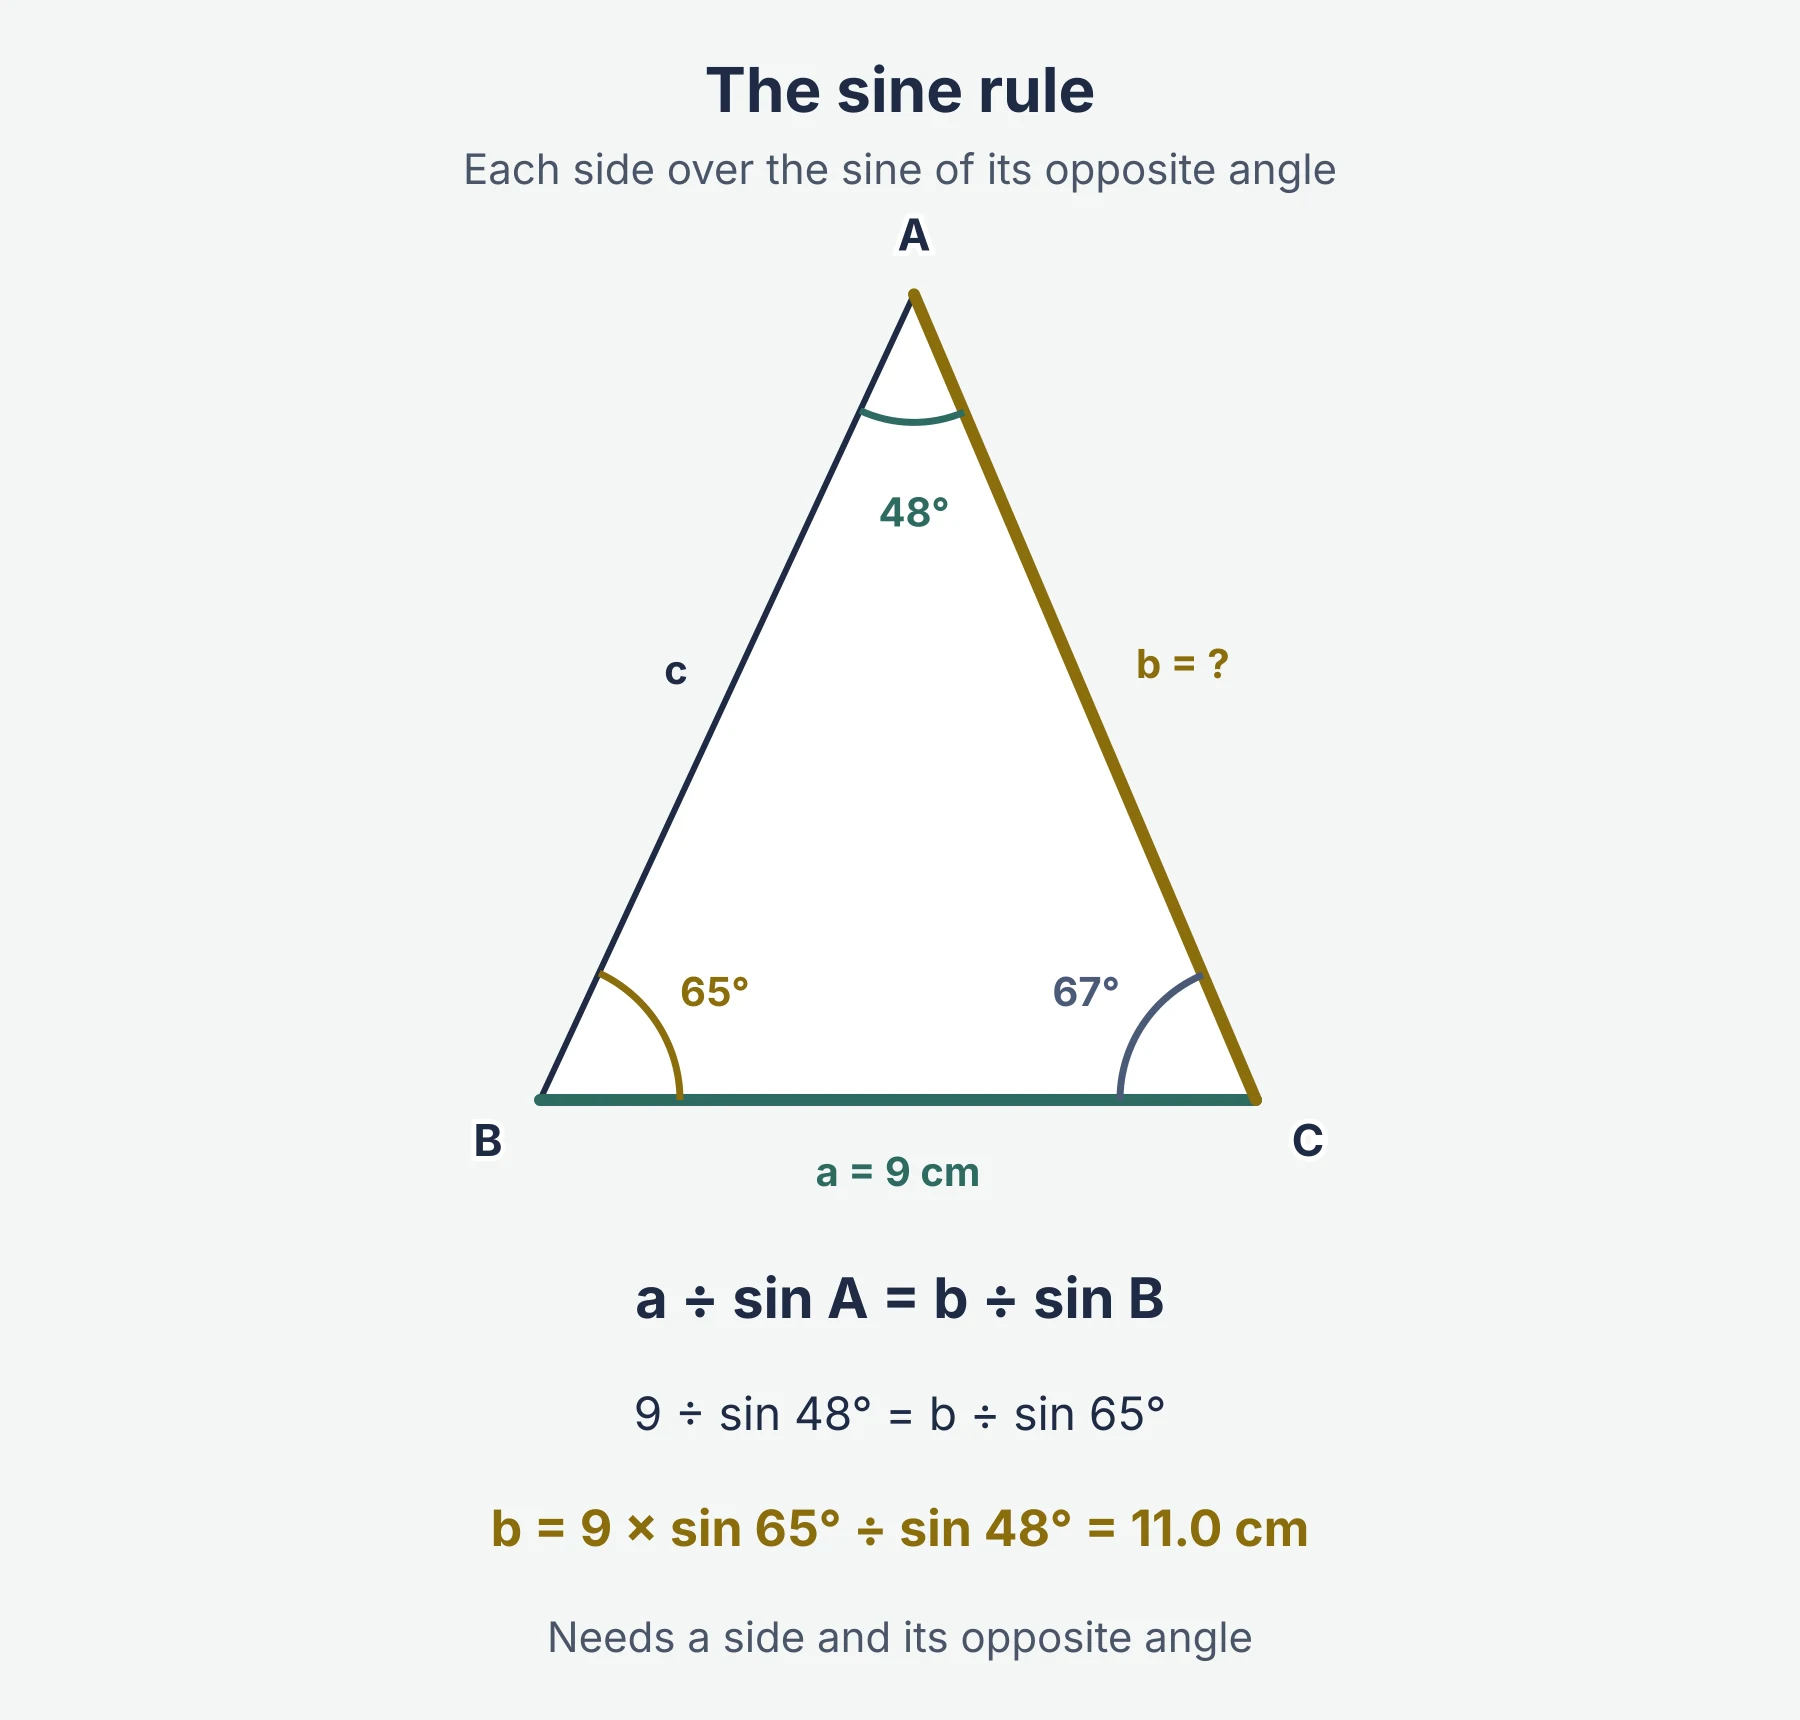 The sine rule
Each side over the sine of its opposite angle
A
48°
c
b = ?
65°
67°
B
C
a = 9 cm
a ÷ sin A = b ÷ sin B
9 ÷ sin 48° = b ÷ sin 65°
b = 9 × sin 65° ÷ sin 48° = 11.0 cm
Needs a side and its opposite angle